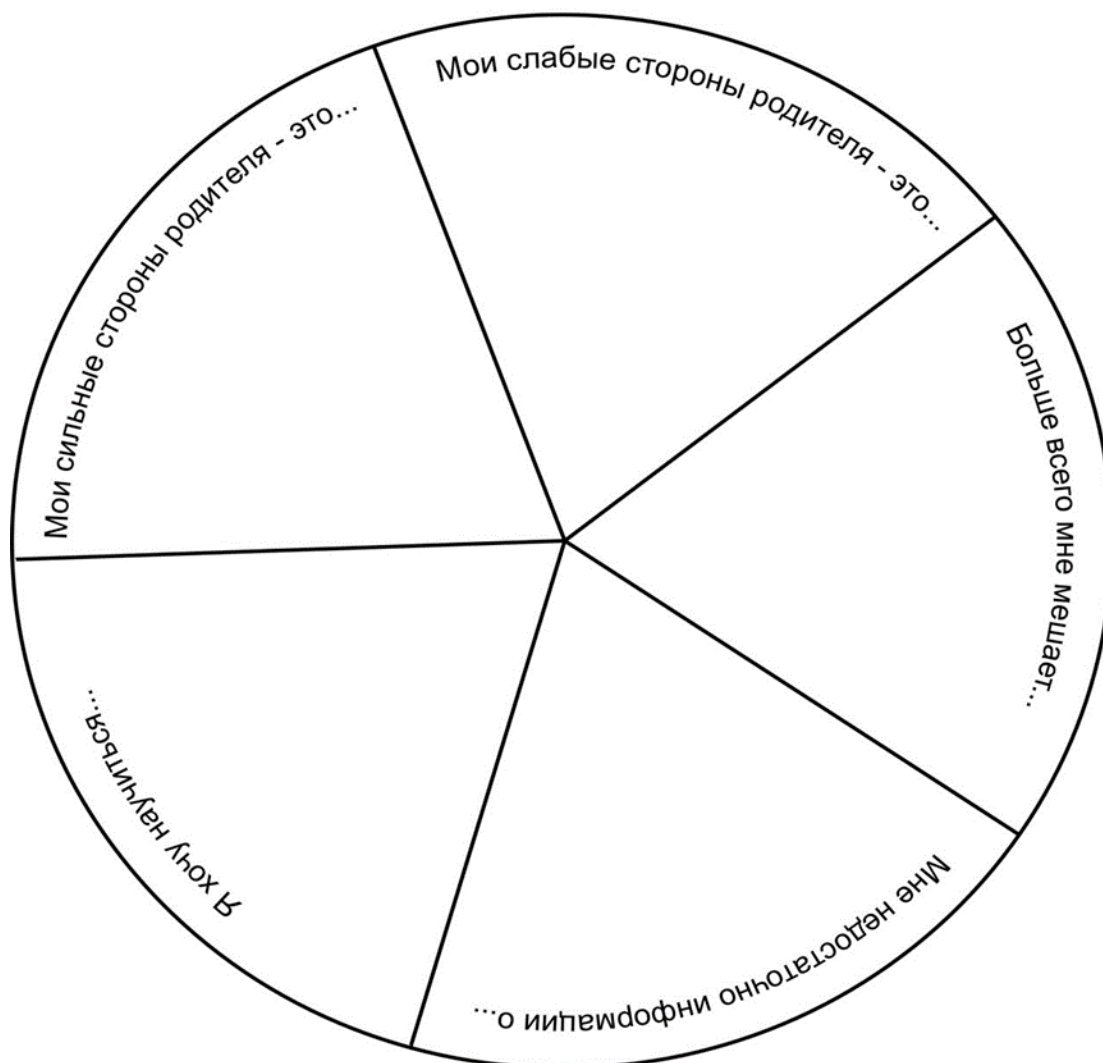 Мои сильные стороны родителя - это...
Мои слабые стороны родителя - это...
Больше всего мне мешает...
Мне недостаточно информации о...
Я хочу научиться...